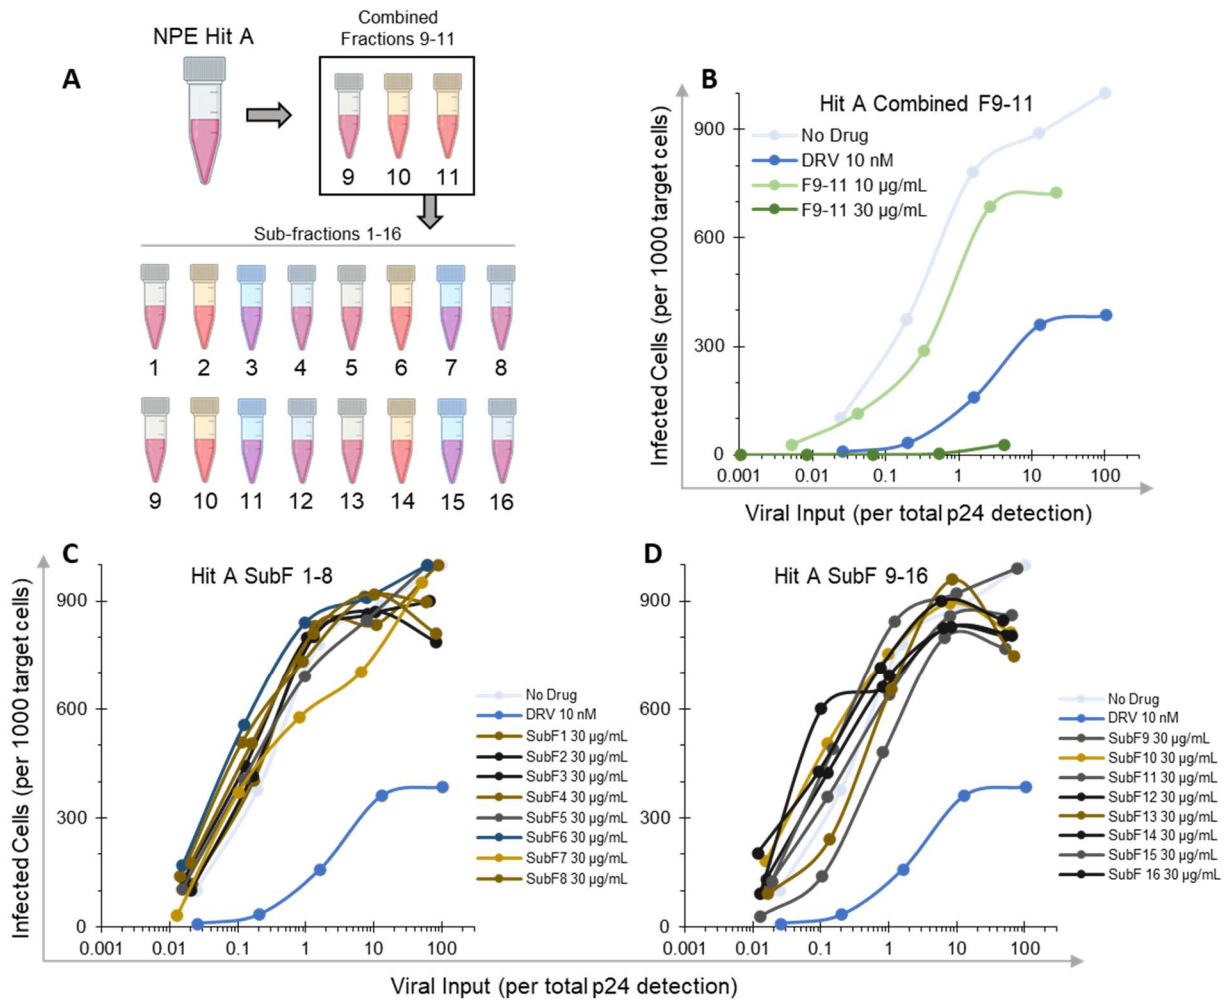 A
NPE Hit A
Combined
Fractions 9-11
9 10 11
Sub-fractions 1-16
1 2 3 4 5 6 7 8
9 10 11 12 13 14 15 16
B
Hit A Combined F9-11
No Drug
DRV 10 nM
F9-11 10 µg/mL
F9-11 30 µg/mL
Infected Cells (per 1000 target cells)
900
600
300
0
0.001 0.01 0.1 1 10 100
Viral Input (per total p24 detection)
C
Hit A SubF 1-8
Infected Cells (per 1000 target cells)
900
600
300
0
0.001 0.01 0.1 1 10 100
No Drug
DRV 10 nM
SubF1 30 µg/mL
SubF2 30 µg/mL
SubF3 30 µg/mL
SubF4 30 µg/mL
SubF5 30 µg/mL
SubF6 30 µg/mL
SubF7 30 µg/mL
SubF8 30 µg/mL
D
Hit A SubF 9-16
900
600
300
0
0.001 0.01 0.1 1 10 100
No Drug
DRV 10 nM
SubF9 30 µg/mL
SubF10 30 µg/mL
SubF11 30 µg/mL
SubF12 30 µg/mL
SubF13 30 µg/mL
SubF14 30 µg/mL
SubF15 30 µg/mL
SubF 16 30 µg/mL
Viral Input (per total p24 detection)